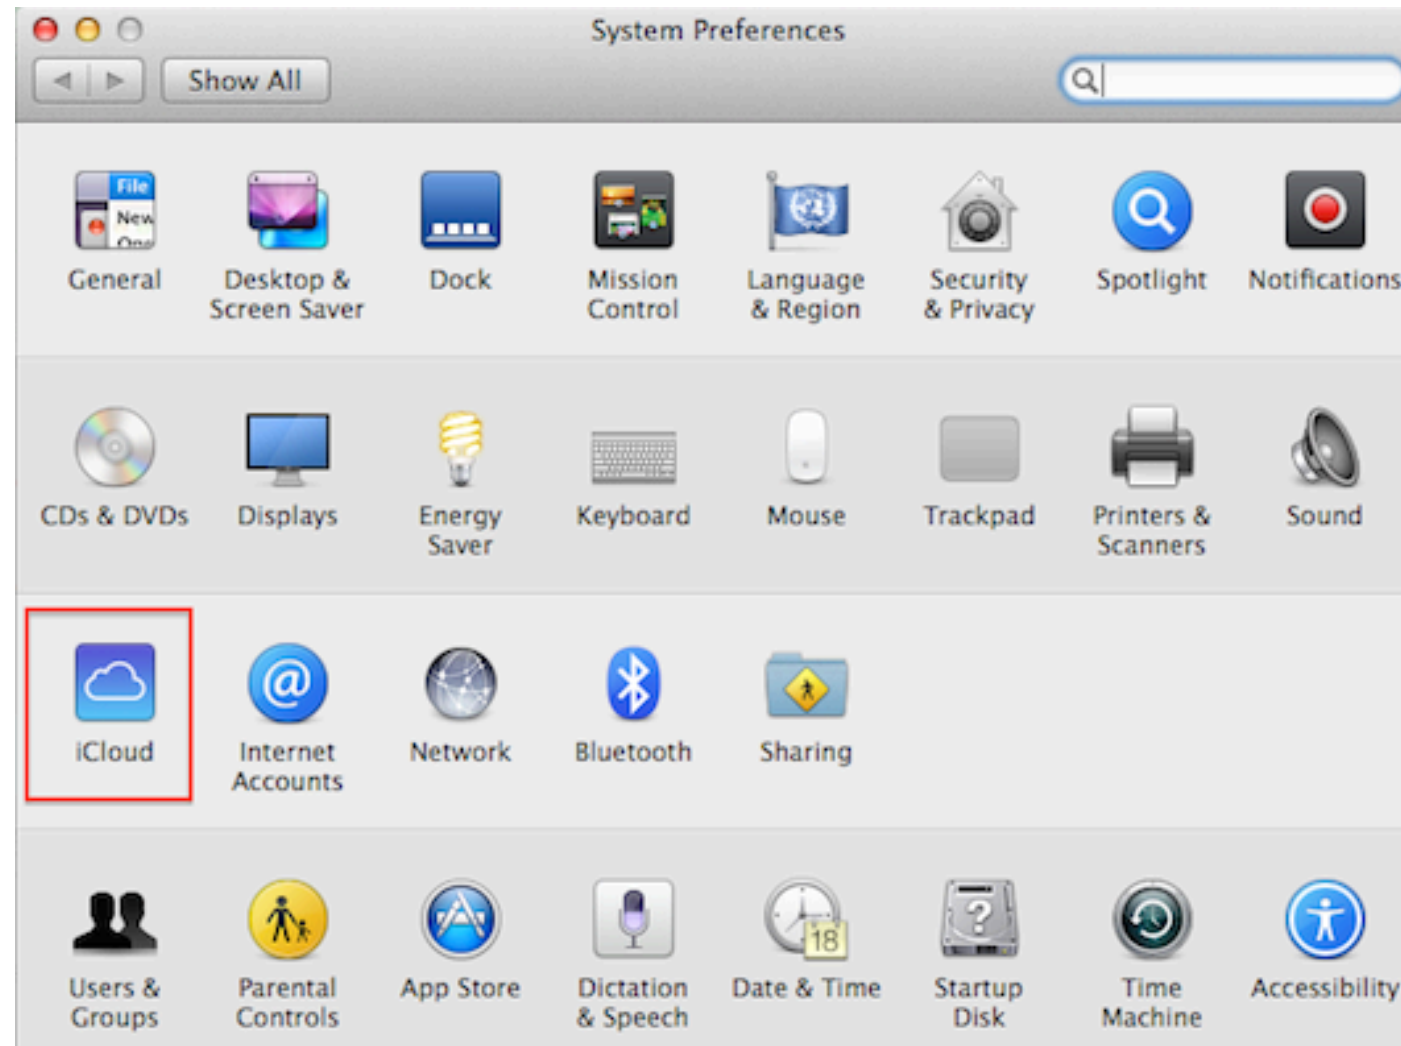 System Preferences
Show All
File
New
General
Desktop &
Screen Saver
Dock
Mission
Control
Language
& Region
Security
& Privacy
Spotlight
Notifications
CDs & DVDs
Displays
Energy
Saver
Keyboard
Mouse
Trackpad
Printers &
Scanners
Sound
iCloud
@
Internet
Accounts
Network
Bluetooth
Sharing
18
?
Users &
Groups
Parental
Controls
App Store
Dictation
& Speech
Date & Time
Startup
Disk
Time
Machine
Accessibility